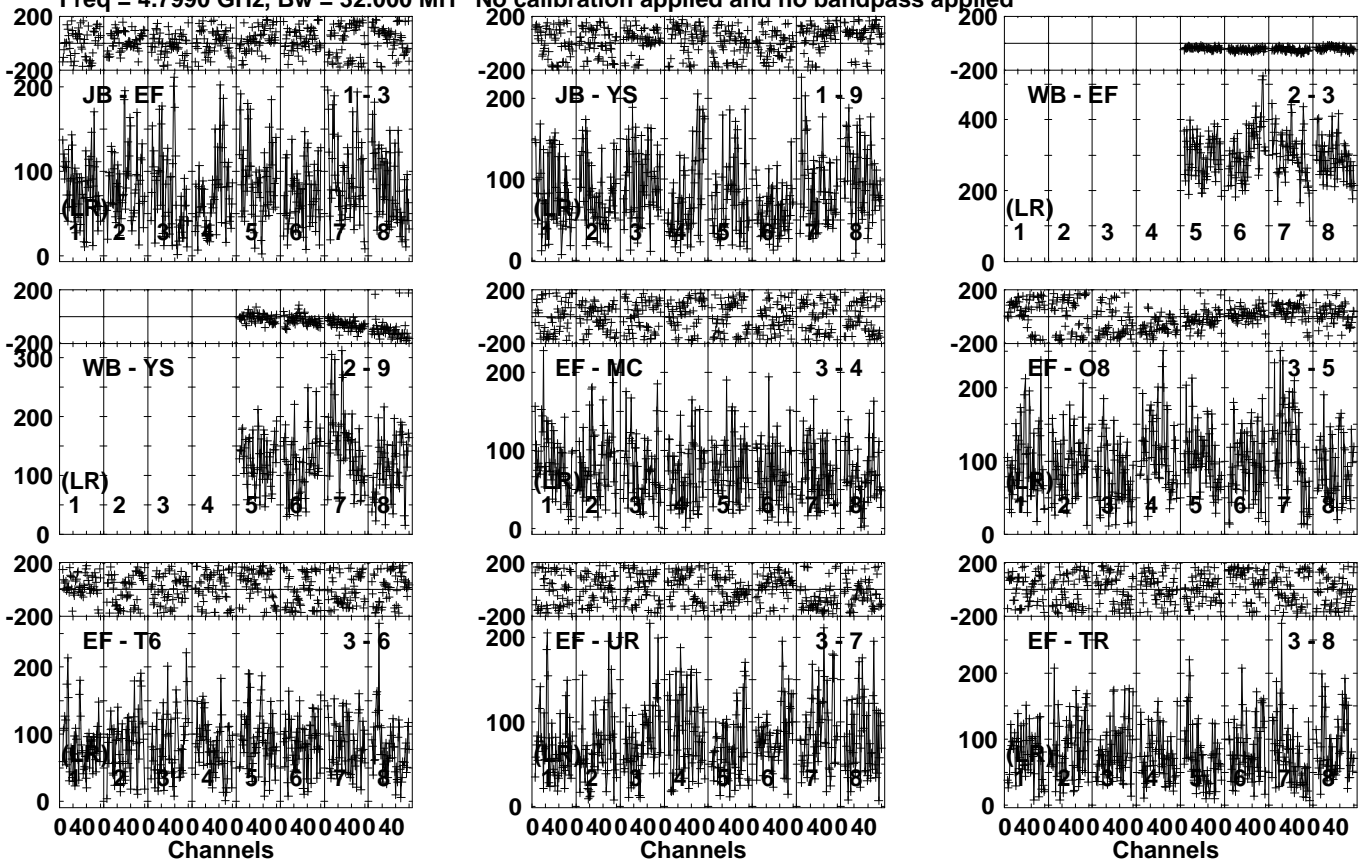 Freq = 4.7990 GHz, Bw = 32.000 MH No calibration applied and no bandpass applied
200 200 200
-200 -200 -200
200 JB - EF 1 - 3 200 JB - YS 1 - 9 WB - EF 2 - 3
400
100 100 200
(LR) (LR) (LR)
1 2 3 4 5 6 7 8 1 2 3 4 5 6 7 8 1 2 3 4 5 6 7 8
0 0 0
200 200 200
-200 -200 -200
300 WB - YS 2 - 9 EF - MC 3 - 4 EF - O8 3 - 5
200 200 200
100 100 100
(LR) (LR) (LR)
1 2 3 4 5 6 7 8 1 2 3 4 5 6 7 8 1 2 3 4 5 6 7 8
0 0 0
200 200 200
-200 -200 -200
EF - T6 3 - 6 200 EF - UR 3 - 7 EF - TR 3 - 8
200 200
100 100 100
(LR) (LR) (LR)
1 2 3 4 5 6 7 8 1 2 3 4 5 6 7 8 1 2 3 4 5 6 7 8
0 0 0
0 40 0 40 0 40 0 40 0 40 0 40 0 40 0 40 0 40 0 40 0 40 0 40 0 40 0 40 0 40 0 40 0 40 0 40 0 40 0 40 0 40 0 40 0 40 0 40
Channels Channels Channels